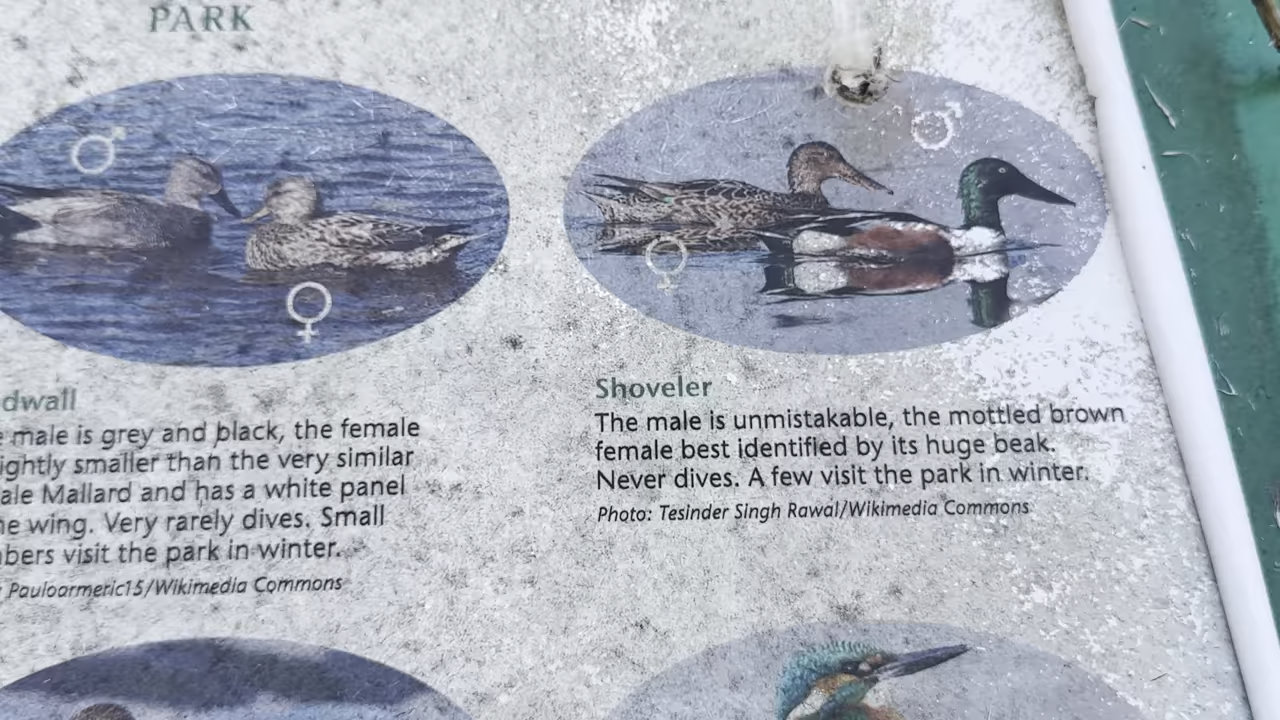 PARK
dwall
male is grey and black, the female
ightly smaller than the very similar
ale Mallard and has a white panel
wing. Very rarely dives. Small
bers visit the park in winter.
Pauloarmeric15/Wikimedia Commons
Shoveler
The male is unmistakable, the mottled brown
female best identified by its huge beak.
Never dives. A few visit the park in winter.
Photo: Tesinder Singh Rawal/Wikimedia Commons